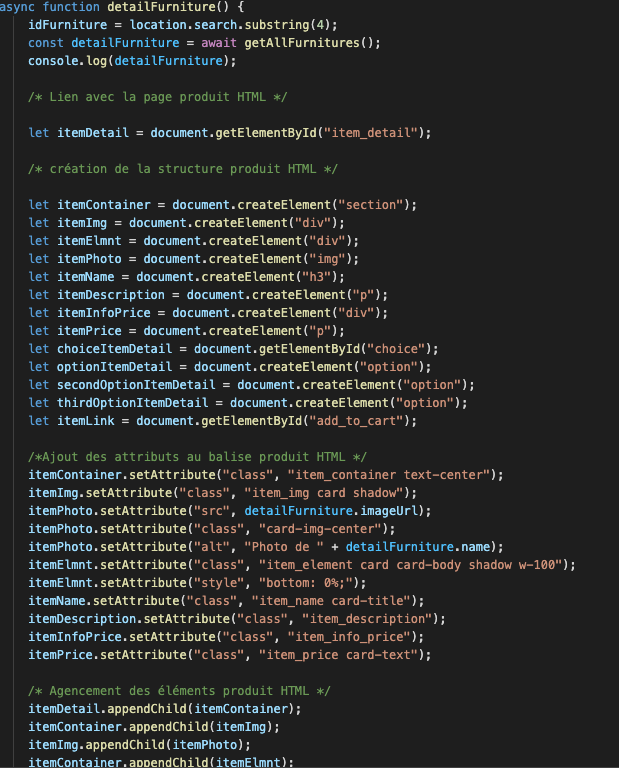 async function detailFurniture() {
idFurniture = location.search.substring(4);
const detailFurniture = await getAllFurnitures();
console.log(detailFurniture);
/* Lien avec la page produit HTML */
let itemDetail = document.getElementById("item_detail");
/* création de la structure produit HTML */
let itemContainer = document.createElement("section");
let itemImg = document.createElement("div");
let itemElmnt = document.createElement("div");
let itemPhoto = document.createElement("img");
let itemName = document.createElement("h3");
let itemDescription = document.createElement("p");
let itemInfoPrice = document.createElement("div");
let itemPrice = document.createElement("p");
let choiceItemDetail = document.getElementById("choice");
let optionItemDetail = document.createElement("option");
let secondOptionItemDetail = document.createElement("option");
let thirdOptionItemDetail = document.createElement("option");
let itemLink = document.getElementById("add_to_cart");
/*Ajout des attributs au balise produit HTML */
itemContainer.setAttribute("class", "item_container text-center");
itemImg.setAttribute("class", "item_img card shadow");
itemPhoto.setAttribute("src", detailFurniture.imageUrl);
itemPhoto.setAttribute("class", "card-img-center");
itemPhoto.setAttribute("alt", "Photo de " + detailFurniture.name);
itemElmnt.setAttribute("class", "item_element card card-body shadow w-100");
itemElmnt.setAttribute("style", "bottom: 0%;");
itemName.setAttribute("class", "item_name card-title");
itemDescription.setAttribute("class", "item_description");
itemInfoPrice.setAttribute("class", "item_info_price");
itemPrice.setAttribute("class", "item_price card-text");
/* Agencement des éléments produit HTML */
itemDetail.appendChild(itemContainer);
itemContainer.appendChild(itemImg);
itemImg.appendChild(itemPhoto);
itemContainer.appendChild(itemElmnt);